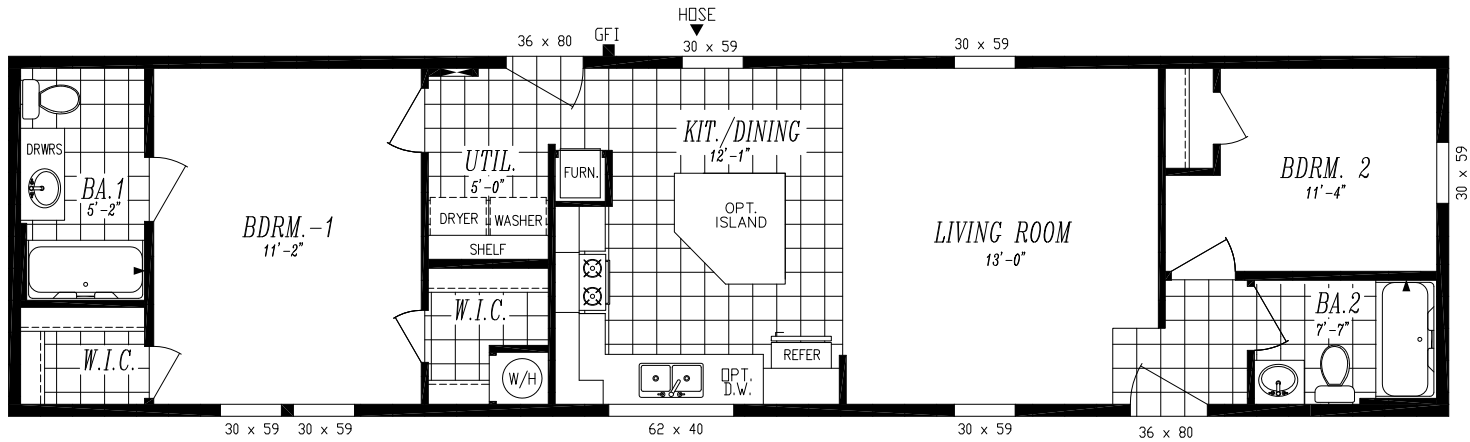 HOSE
GFI
36 x 80
30 x 59
30 x 59
DRWRS
BA.1
5'-2"
W.I.C.
BDRM.-1
11'-2"
UTIL.
5'-0"
DRYER
WASHER
SHELF
W.I.C.
W/H
FURN.
KIT./DINING
12'-1"
OPT.
ISLAND
REFER
OPT.
D.W.
LIVING ROOM
13'-0"
BDRM. 2
11'-4"
30 x 59
BA.2
7'-7"
30 x 59
30 x 59
62 x 40
30 x 59
36 x 80